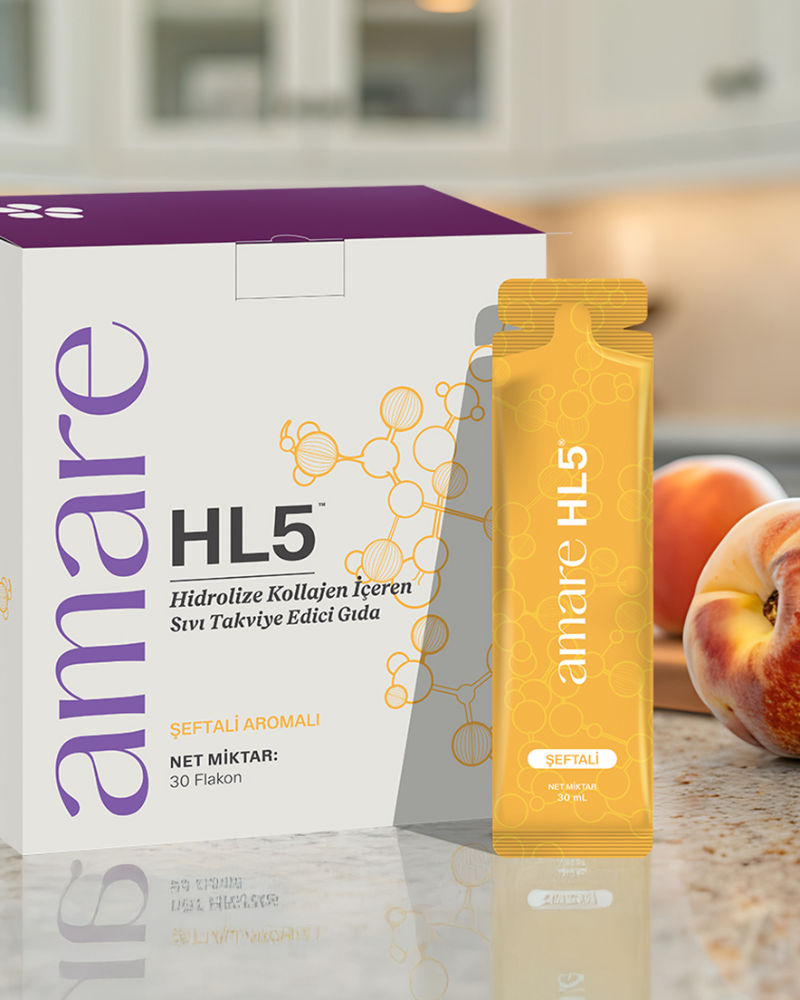 amare
HL5™
Hidrolize Kollajen İçeren
Sıvı Takviye Edici Gıda
ŞEFTALİ AROMALI
NET MİKTAR:
30 Flakon
amare HL5®
ŞEFTALİ
NET MİKTAR
30 mL